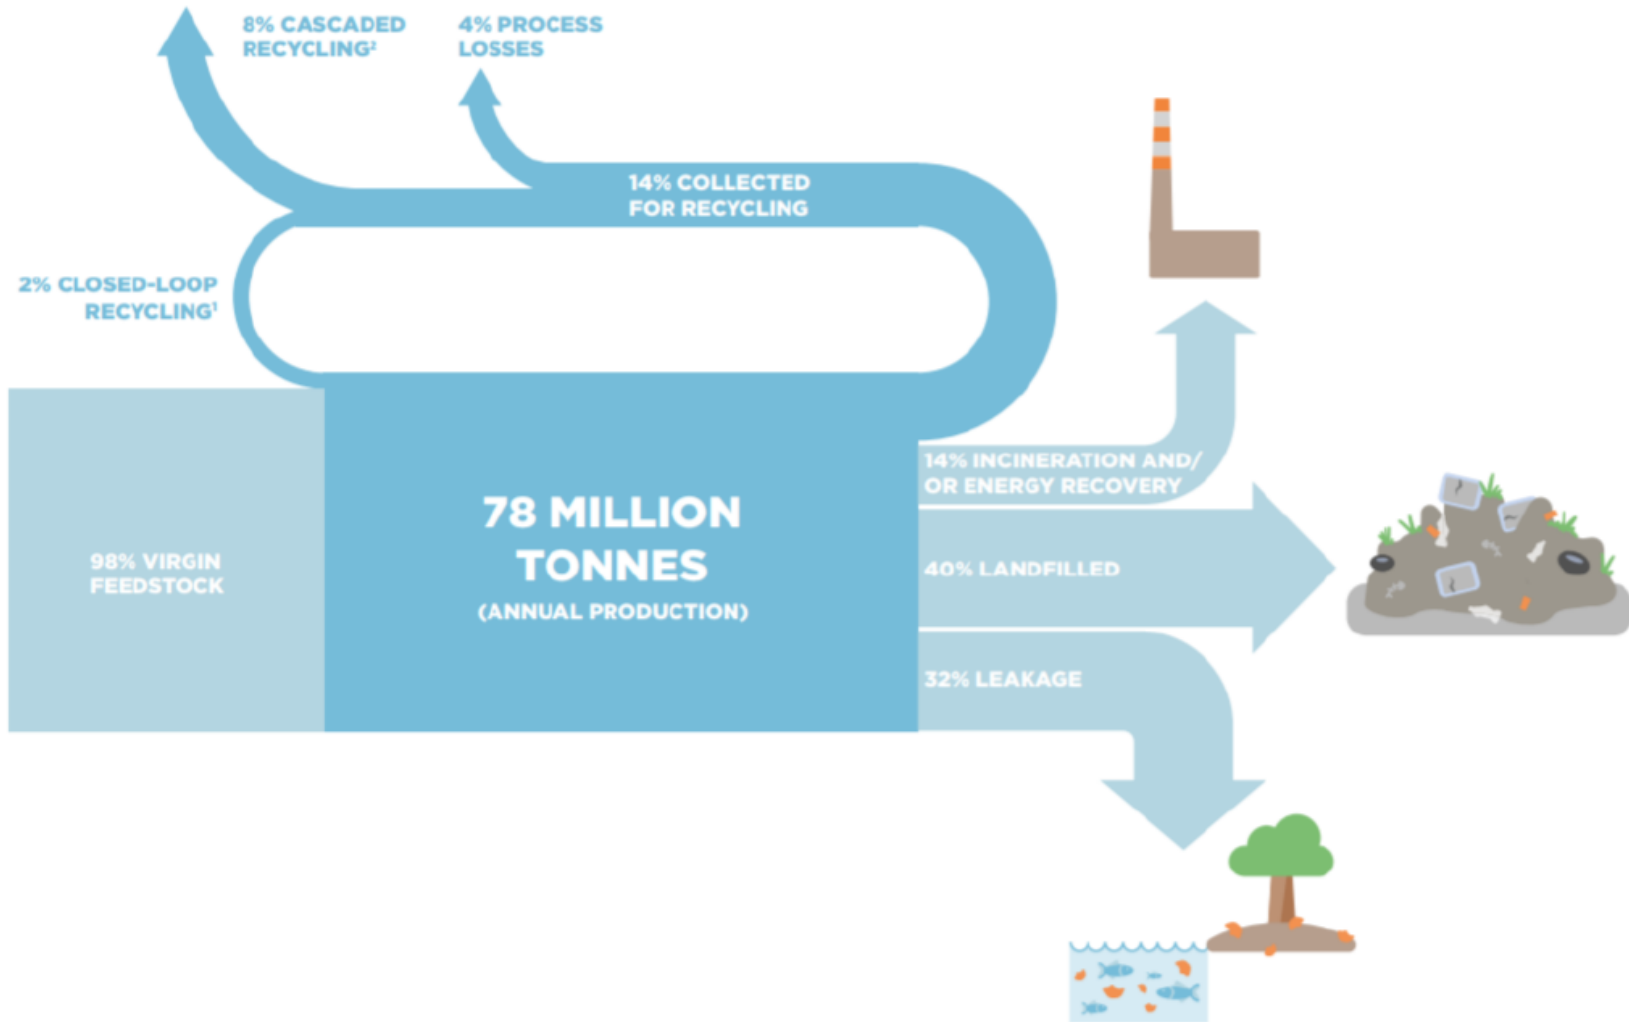 8% CASCADED
RECYCLING²
4% PROCESS
LOSSES
14% COLLECTED
FOR RECYCLING
2% CLOSED-LOOP
RECYCLING¹
98% VIRGIN
FEEDSTOCK
78 MILLION
TONNES
(ANNUAL PRODUCTION)
14% INCINERATION AND/
OR ENERGY RECOVERY
40% LANDFILLED
32% LEAKAGE